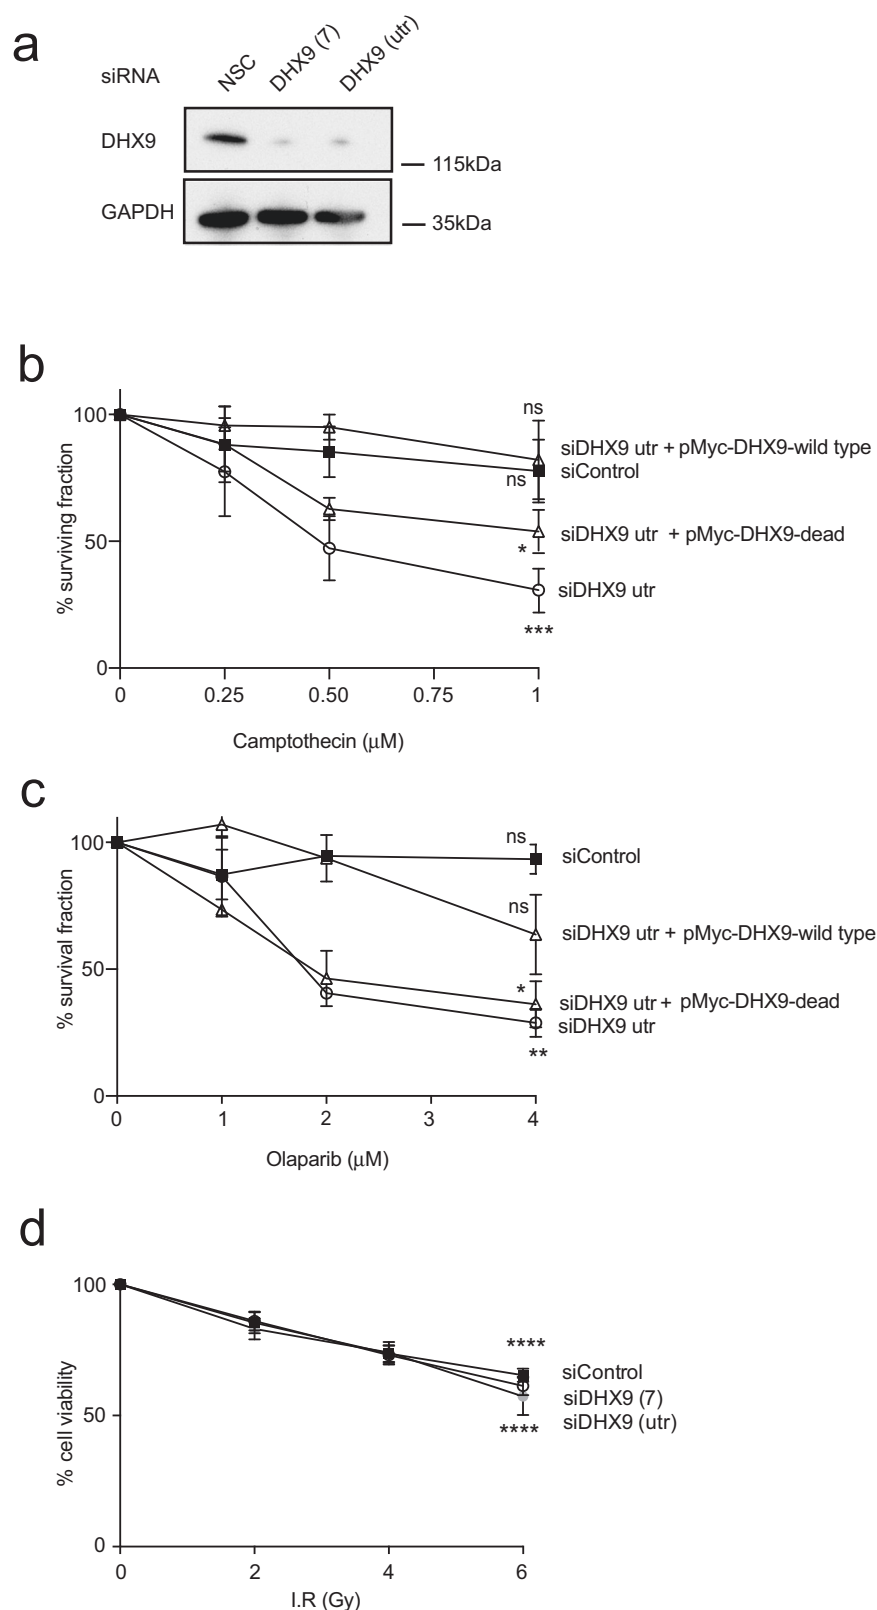 a
siRNA NSC DHX9 (7) DHX9 (utr)
DHX9
115kDa
GAPDH
35kDa
b
% surviving fraction
100
50
0
0 0.25 0.50 0.75 1
Camptothecin (μM)
ns
siDHX9 utr + pMyc-DHX9-wild type
siControl
ns
siDHX9 utr + pMyc-DHX9-dead
*
siDHX9 utr
***
c
% survival fraction
100
50
0
0 1 2 3 4
Olaparib (μM)
ns
siControl
ns
siDHX9 utr + pMyc-DHX9-wild type
*
siDHX9 utr + pMyc-DHX9-dead
siDHX9 utr
**
d
% cell viability
100
50
0
0 2 4 6
I.R (Gy)
****
siControl
siDHX9 (7)
siDHX9 (utr)
****